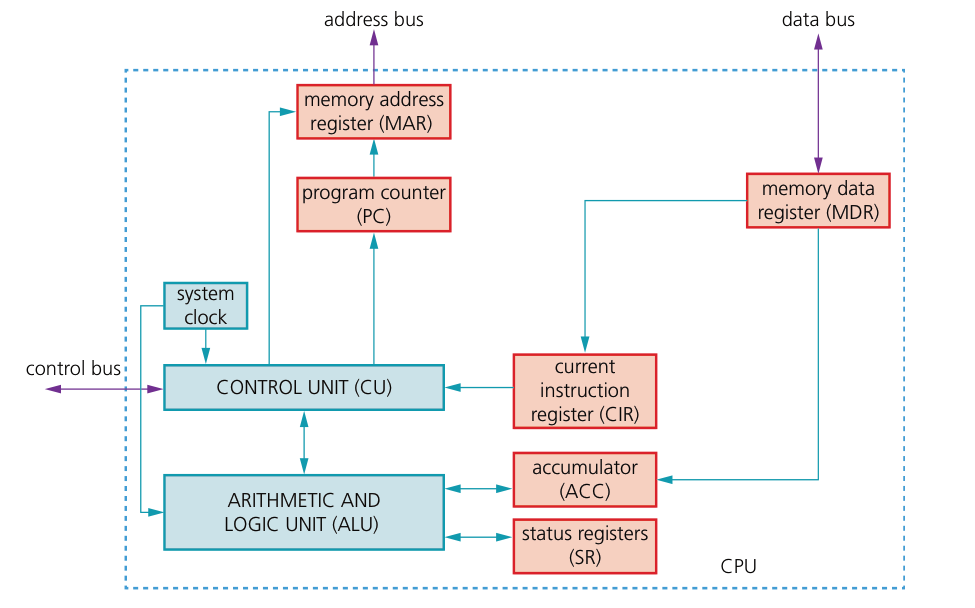 address bus
data bus
memory address
register (MAR)
program counter
(PC)
memory data
register (MDR)
system
clock
control bus
CONTROL UNIT (CU)
current
instruction
register (CIR)
ARITHMETIC AND
LOGIC UNIT (ALU)
accumulator
(ACC)
status registers
(SR)
CPU